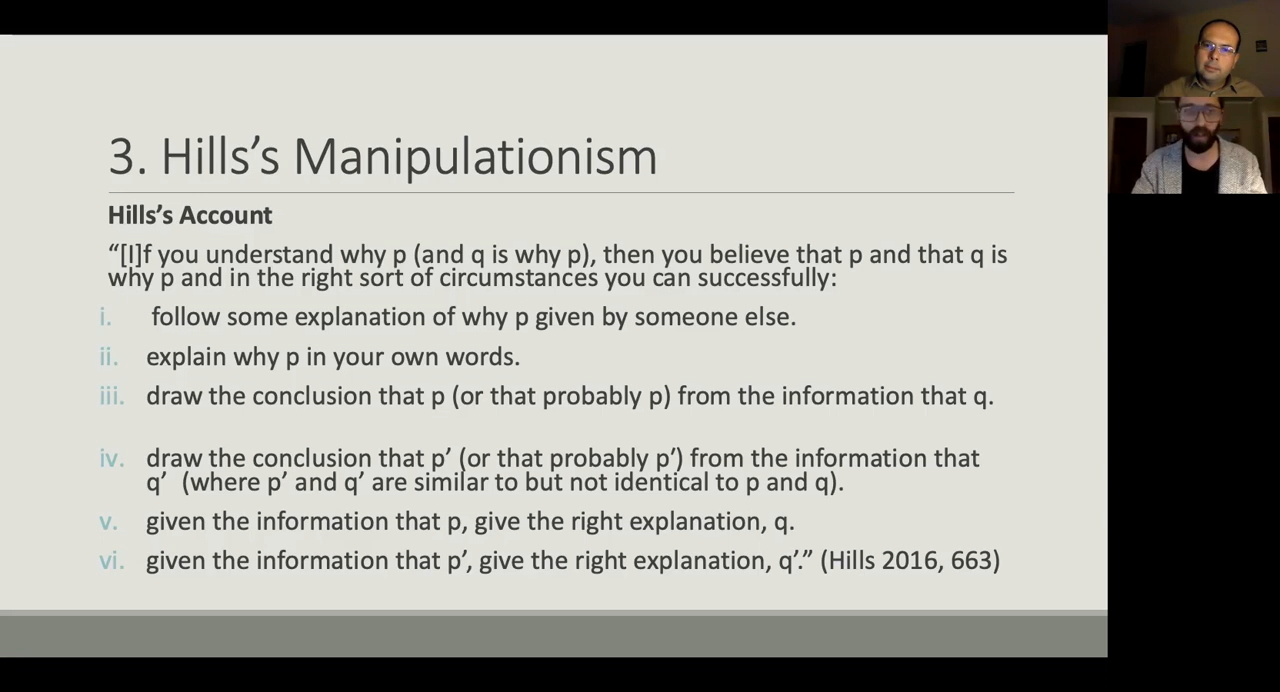 3. Hills’s Manipulationism
Hills’s Account
“[I]f you understand why p (and q is why p), then you believe that p and that q is
why p and in the right sort of circumstances you can successfully:
i. follow some explanation of why p given by someone else.
ii. explain why p in your own words.
iii. draw the conclusion that p (or that probably p) from the information that q.
iv. draw the conclusion that p’ (or that probably p’) from the information that
q’ (where p’ and q’ are similar to but not identical to p and q).
v. given the information that p, give the right explanation, q.
vi. given the information that p’, give the right explanation, q’.” (Hills 2016, 663)